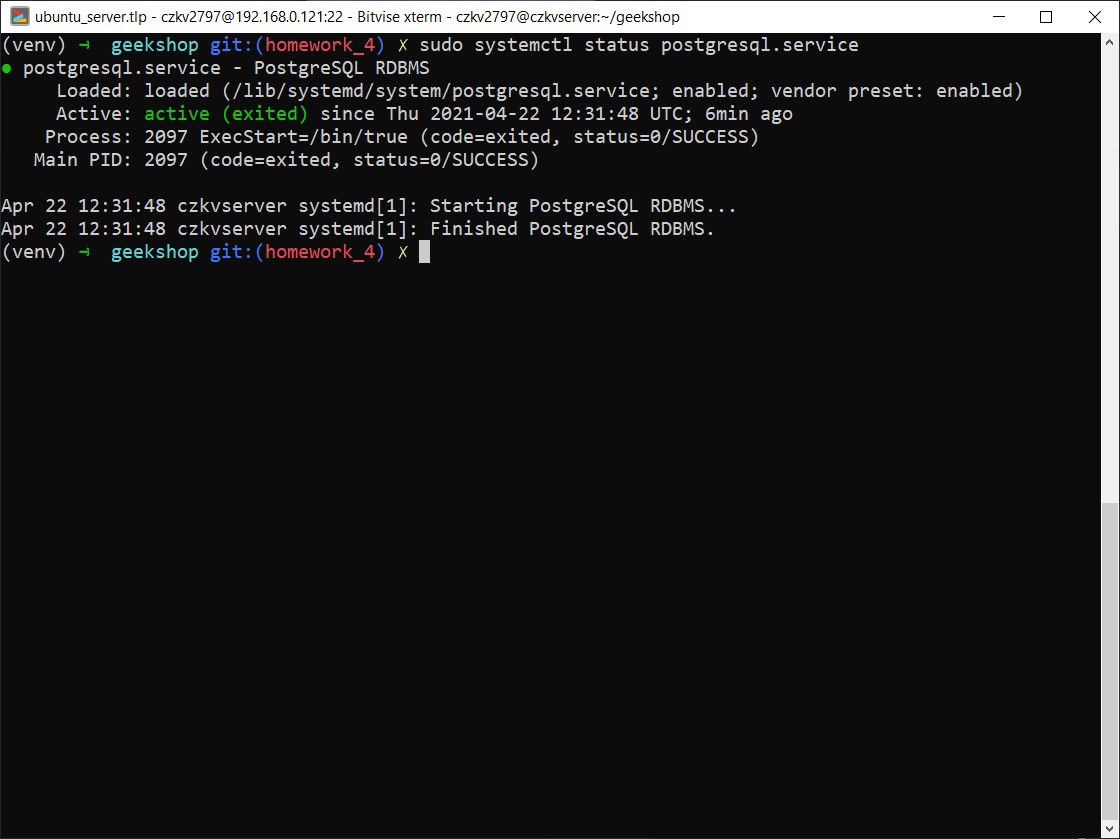 ubuntu_server.tlp - czkv2797@192.168.0.121:22 - Bitvise xterm - czkv2797@czkvserver:~/geekshop
(venv) → geekshop git:(homework_4) ✗ sudo systemctl status postgresql.service
● postgresql.service - PostgreSQL RDBMS
Loaded: loaded (/lib/systemd/system/postgresql.service; enabled; vendor preset: enabled)
Active: active (exited) since Thu 2021-04-22 12:31:48 UTC; 6min ago
Process: 2097 ExecStart=/bin/true (code=exited, status=0/SUCCESS)
Main PID: 2097 (code=exited, status=0/SUCCESS)
Apr 22 12:31:48 czkvserver systemd[1]: Starting PostgreSQL RDBMS...
Apr 22 12:31:48 czkvserver systemd[1]: Finished PostgreSQL RDBMS.
(venv) → geekshop git:(homework_4) ✗